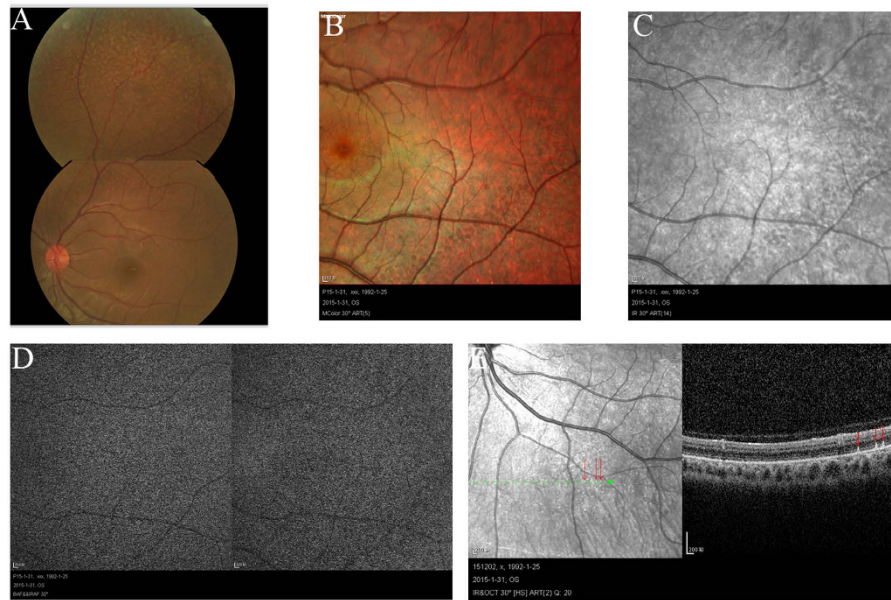 A
B
P15-1-31, xxx, 1992-1-25
2015-1-31, OS
MColor 30° ART(5)
C
P15-1-31, xxx, 1992-1-25
2015-1-31, OS
IR 30° ART(14)
D
P15-1-31, xxx, 1992-1-25
2015-1-31, OS
E
200 µm
151202, x, 1992-1-25
2015-1-31, OS
IR&OCT 30° [HS] ART(2) Q: 20